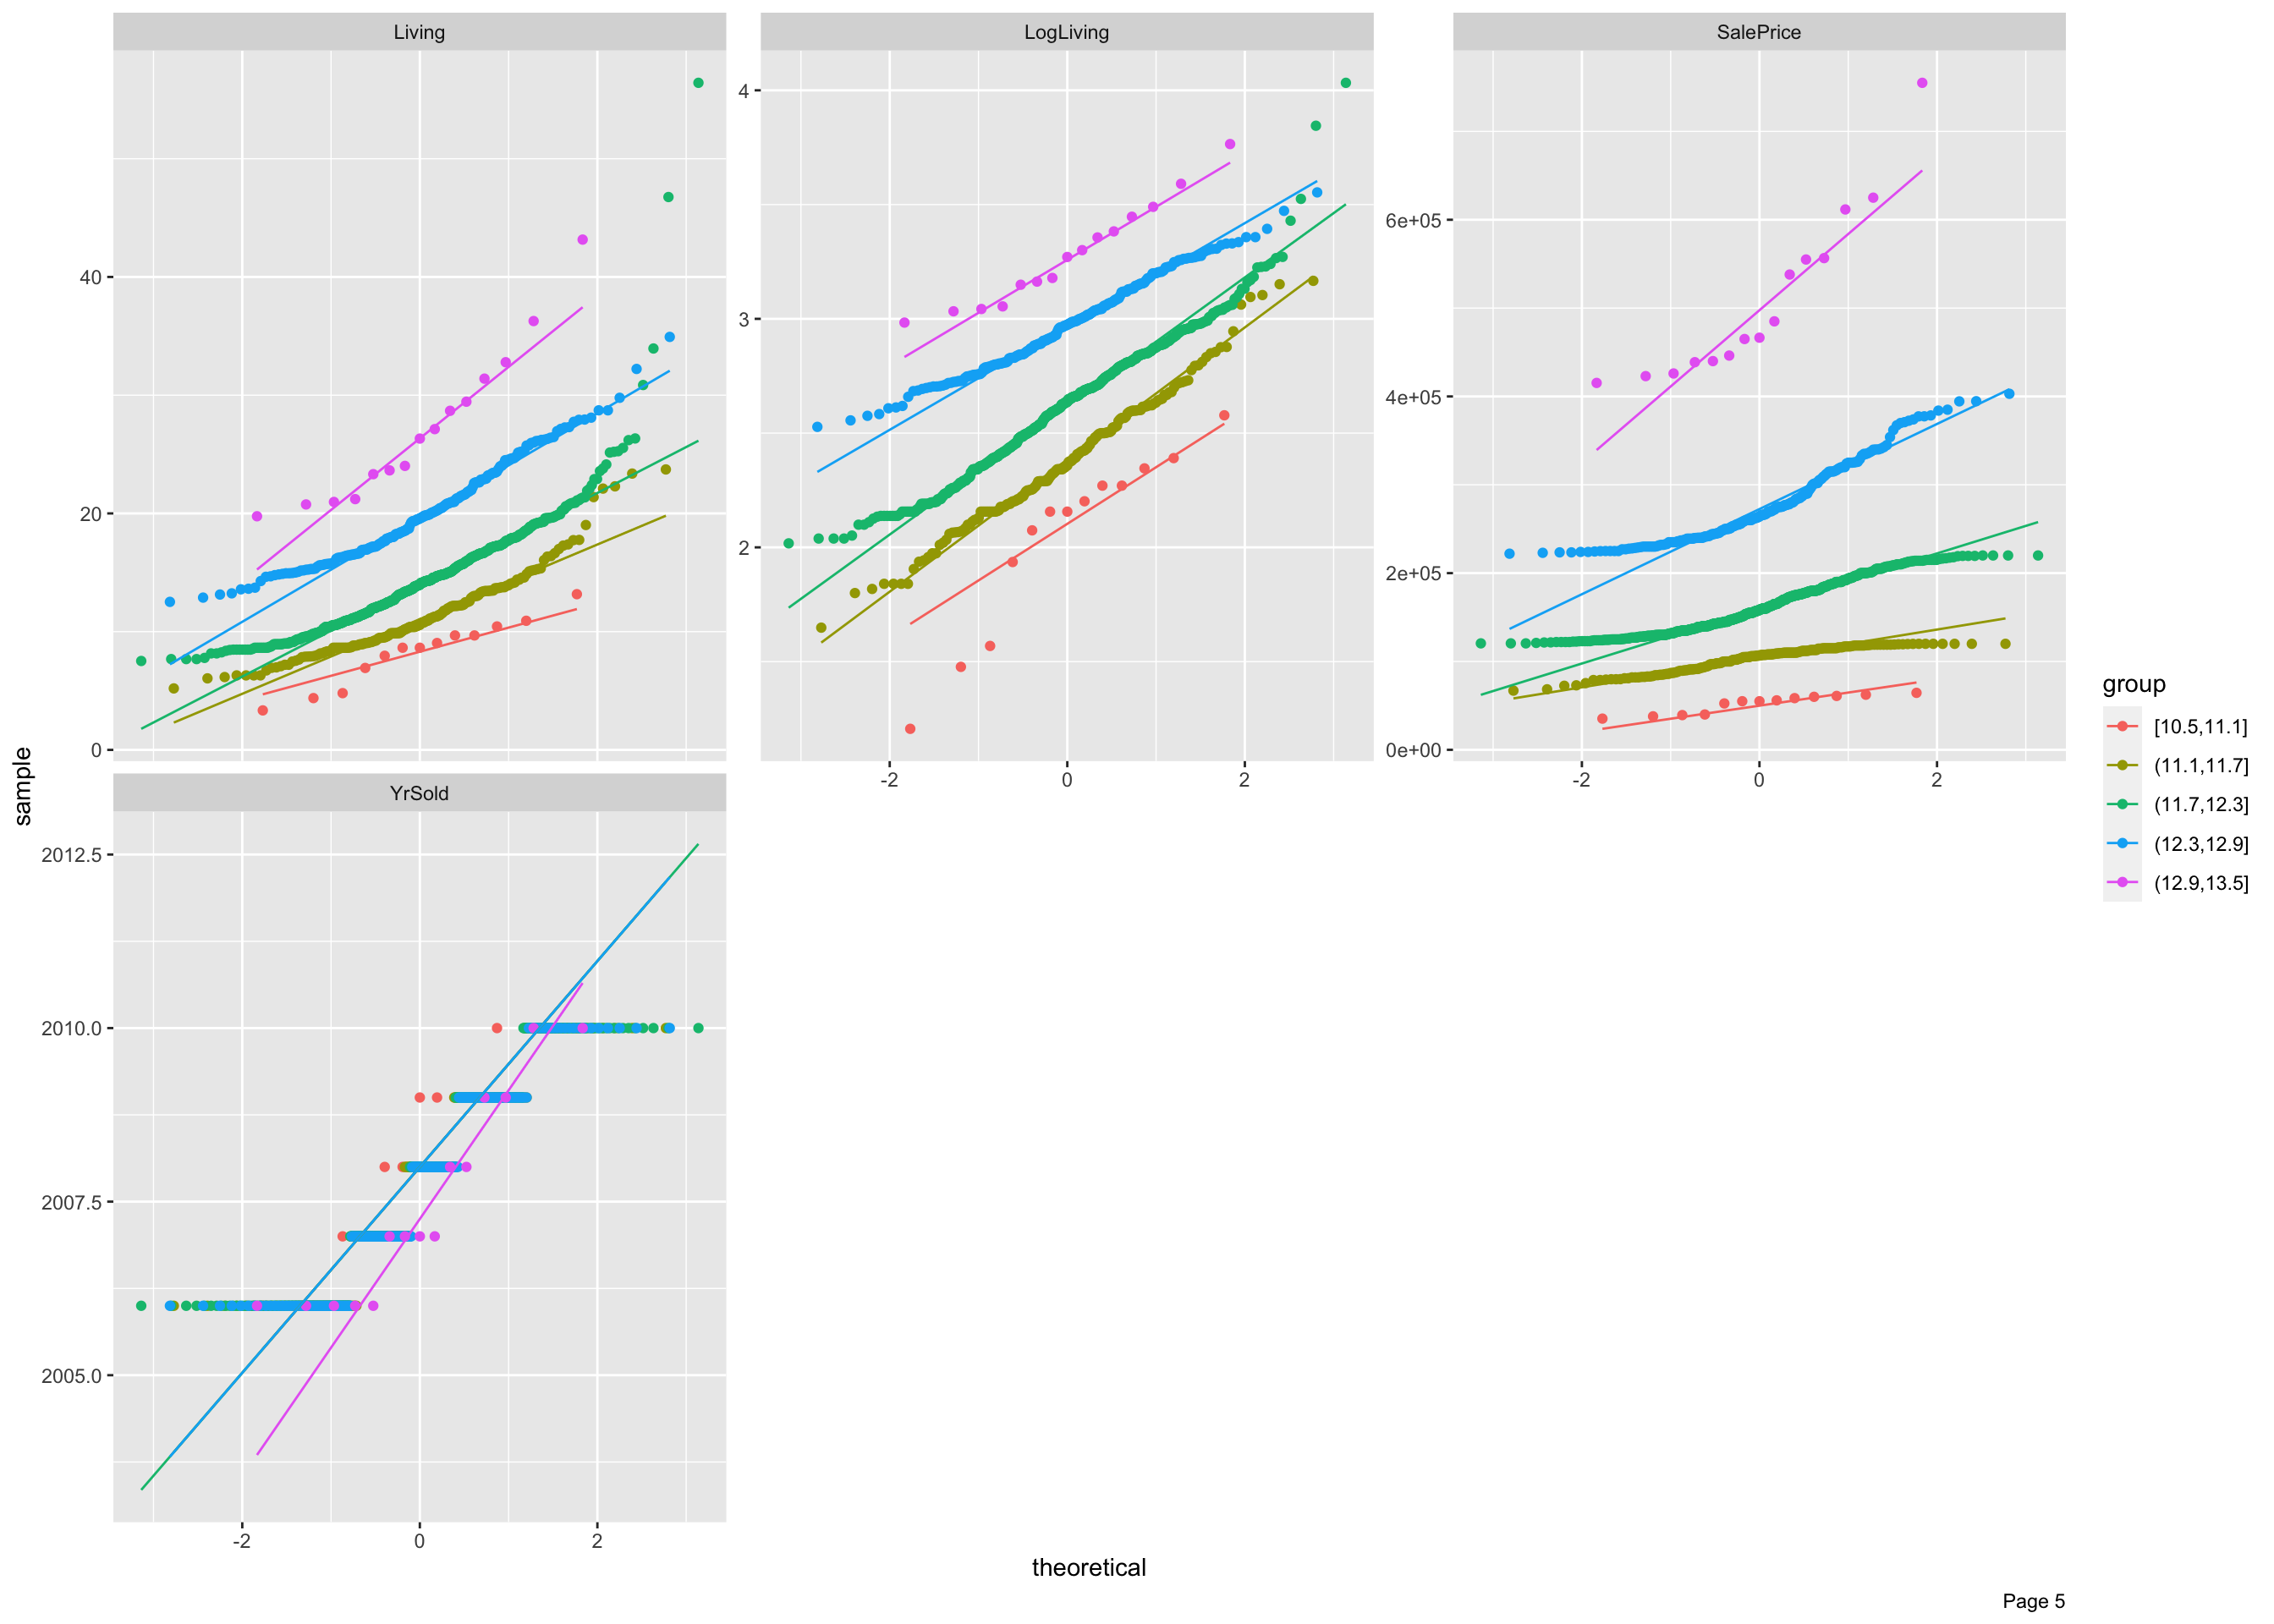 Living
LogLiving
SalePrice
40
20
0
4
3
2
6e+05
4e+05
2e+05
0e+00
-2 0 2
-2 0 2
YrSold
2012.5
2010.0
2007.5
2005.0
-2 0 2
sample
theoretical
group
[10.5,11.1]
(11.1,11.7]
(11.7,12.3]
(12.3,12.9]
(12.9,13.5]
Page 5